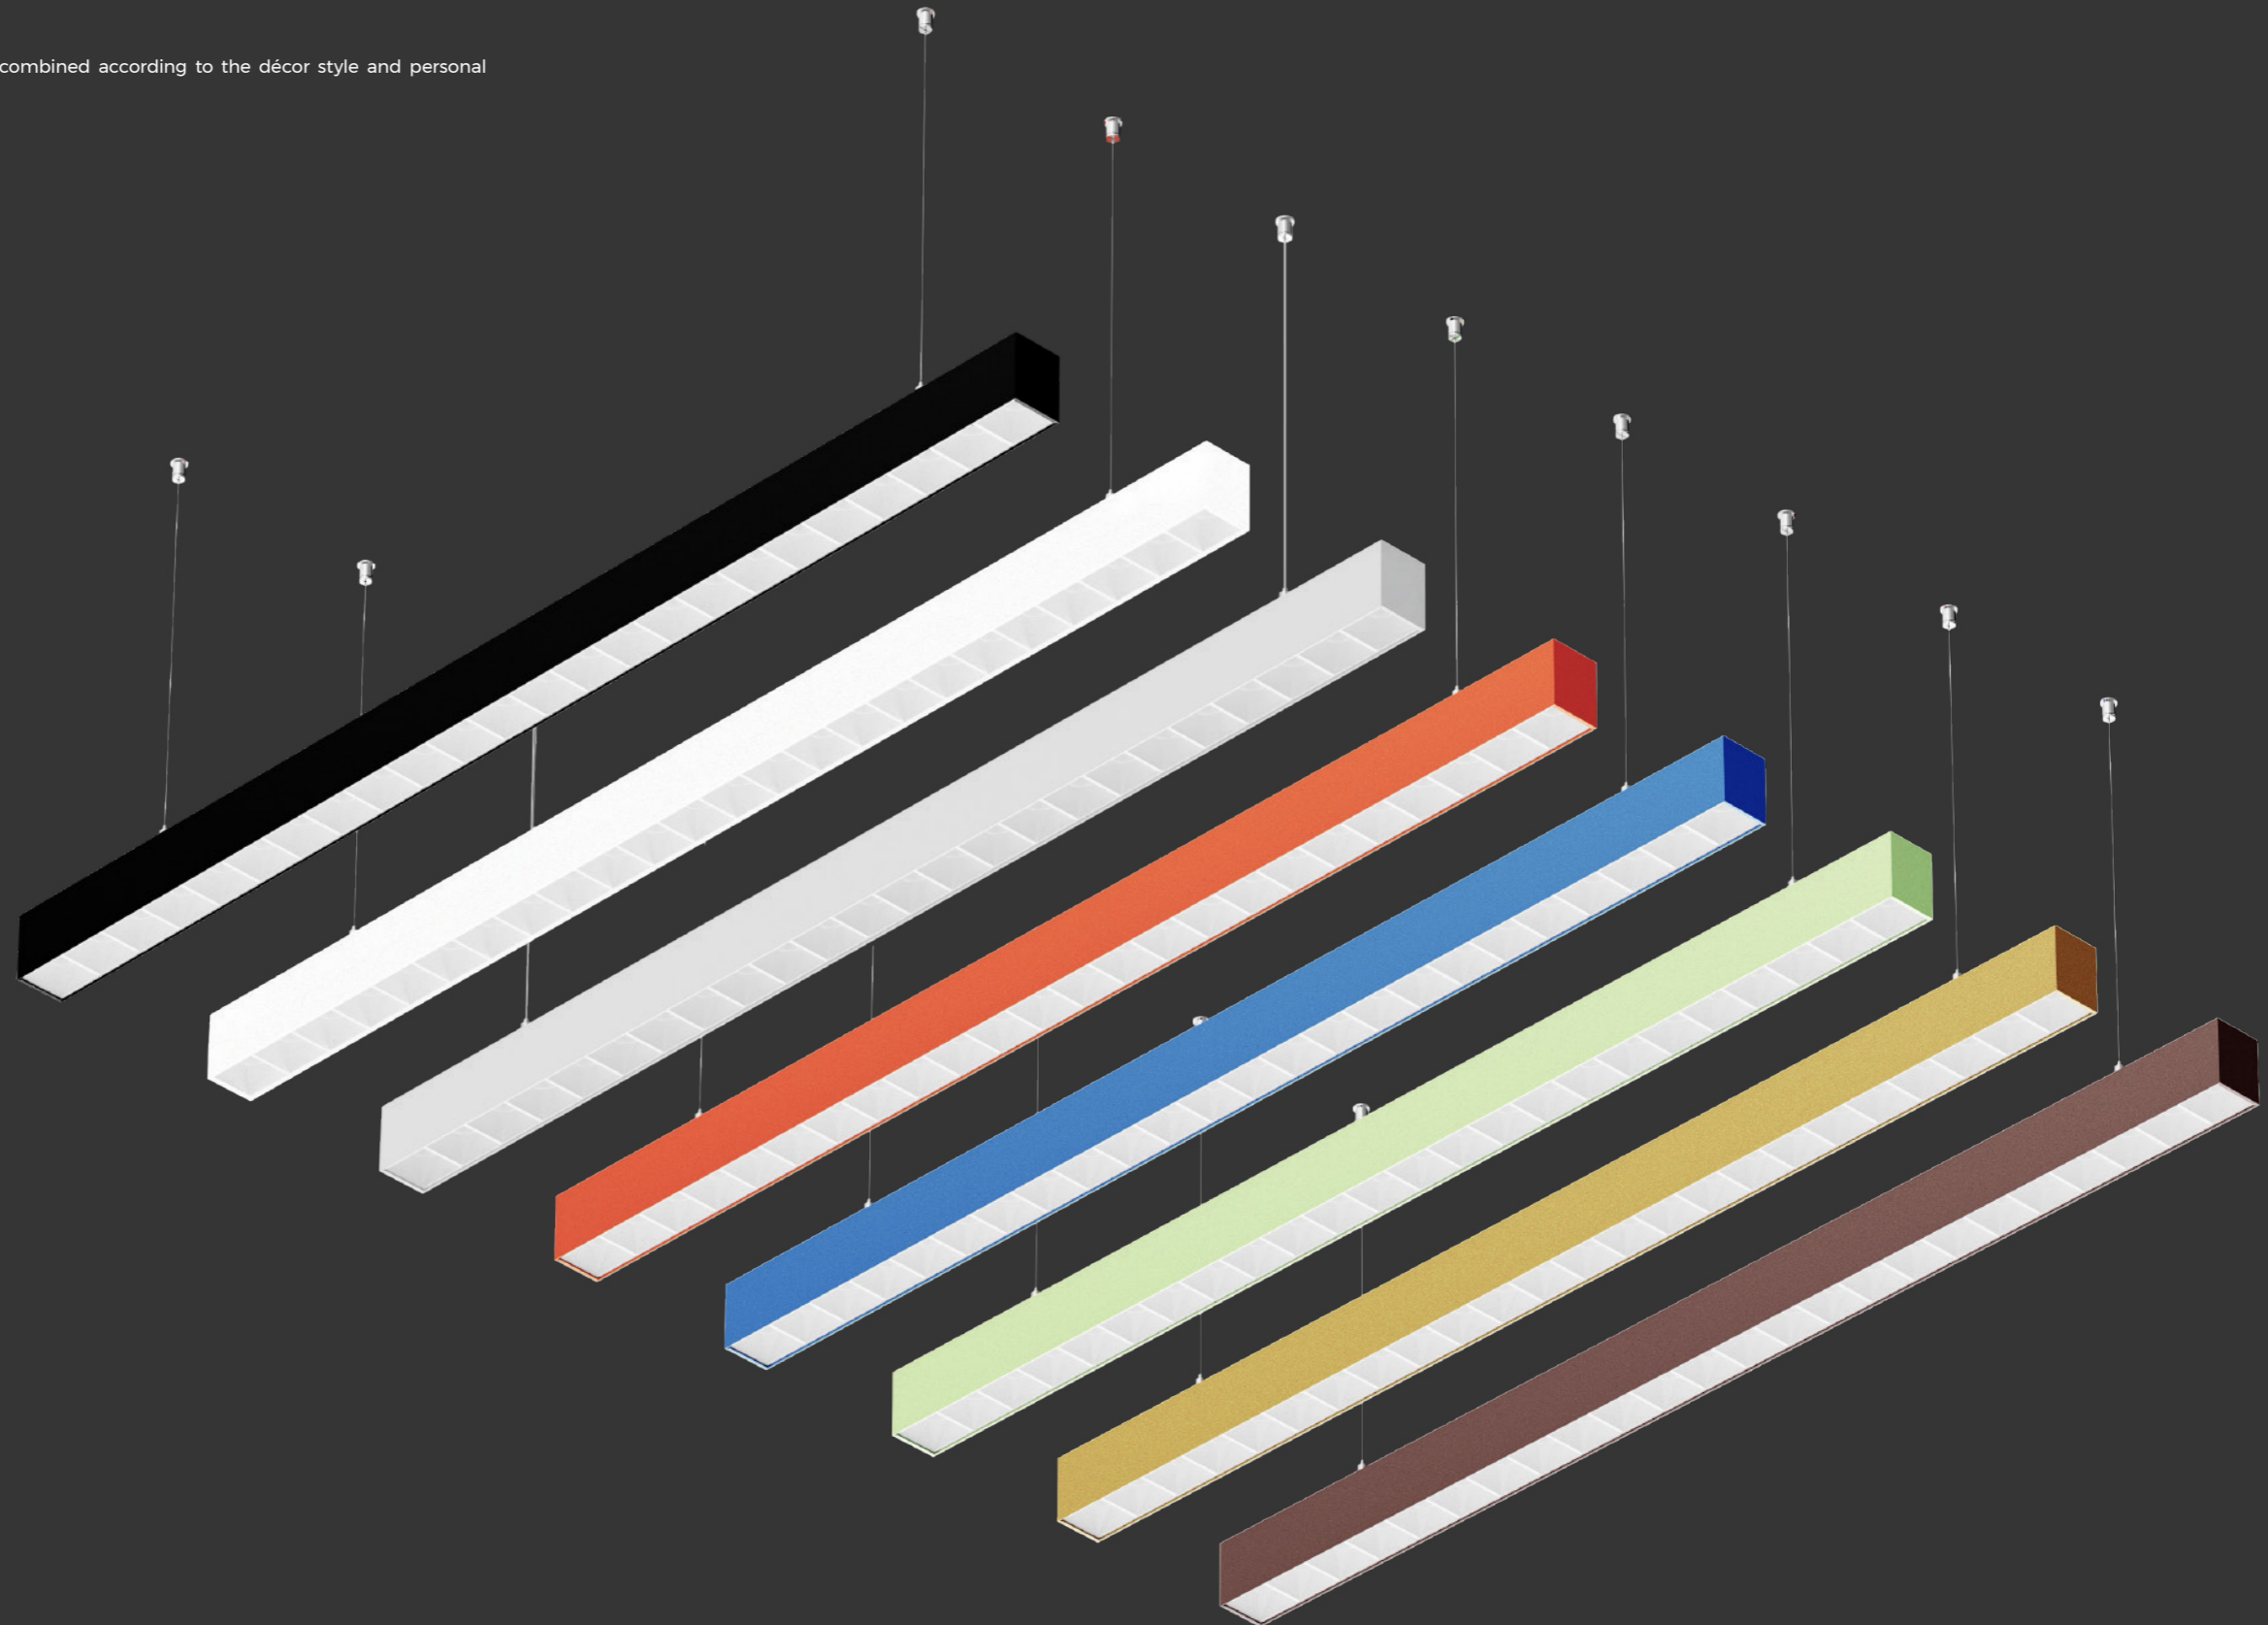 combined according to the décor style and personal